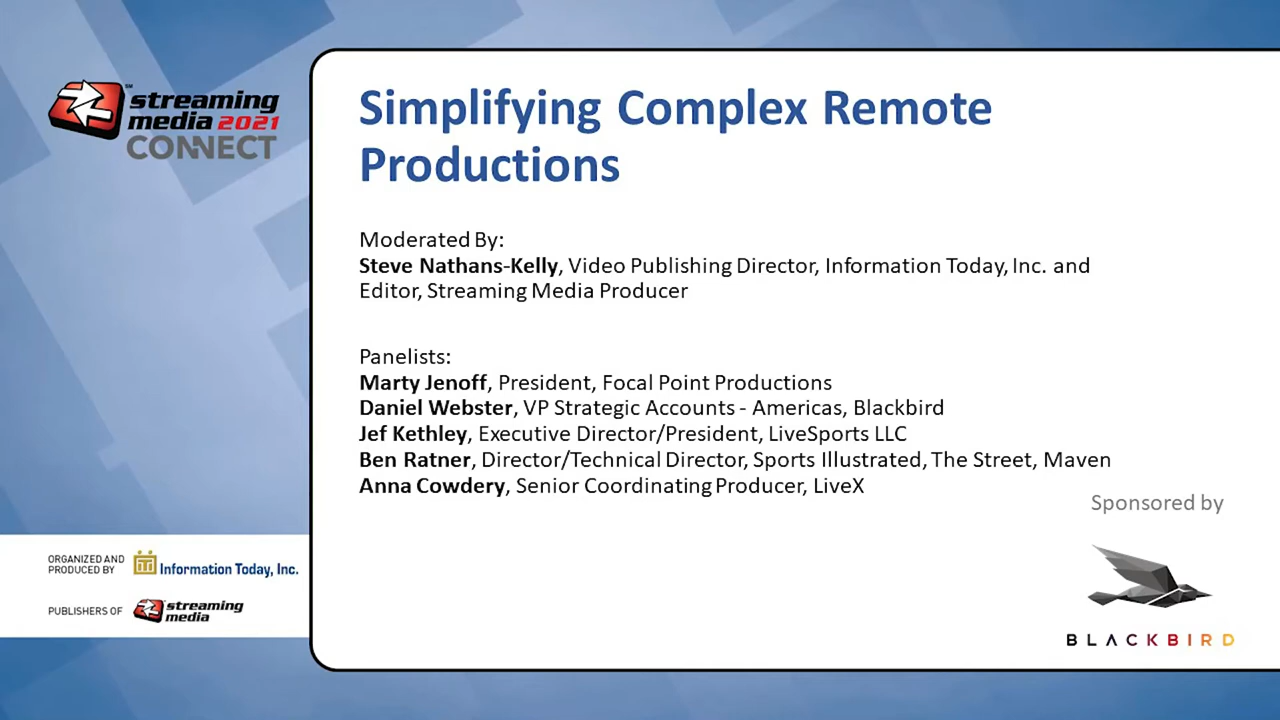 streaming
media 2021
CONNECT
SM
Simplifying Complex Remote
Productions
Moderated By:
Steve Nathans-Kelly, Video Publishing Director, Information Today, Inc. and
Editor, Streaming Media Producer
Panelists:
Marty Jenoff, President, Focal Point Productions
Daniel Webster, VP Strategic Accounts - Americas, Blackbird
Jef Kethley, Executive Director/President, LiveSports LLC
Ben Ratner, Director/Technical Director, Sports Illustrated, The Street, Maven
Anna Cowdery, Senior Coordinating Producer, LiveX
Sponsored by
BLACKBIRD
ORGANIZED AND
PRODUCED BY
Information Today, Inc.
PUBLISHERS OF
streaming
media